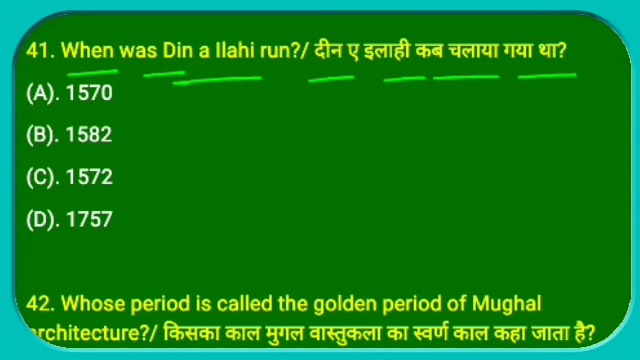 41. When was Din a Ilahi run?/ दीन ए इलाही कब चलाया गया था?
(A). 1570
(B). 1582
(C). 1572
(D). 1757
42. Whose period is called the golden period of Mughal
architecture?/ किसका काल मुगल वास्तुकला का स्वर्ण काल कहा जाता है?